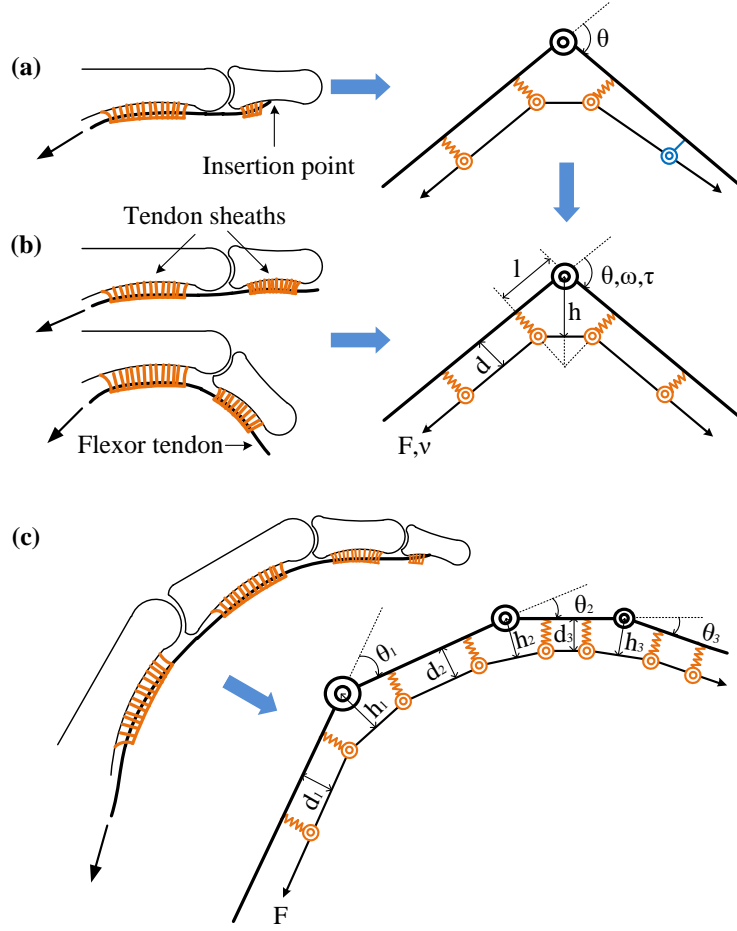 (a)
θ
Insertion point
Tendon sheaths
(b)
l
θ,ω,τ
h
d
Flexor tendon
F,ν
(c)
θ1
h1
d1
d2
h2
θ2
d3
h3
θ3
F